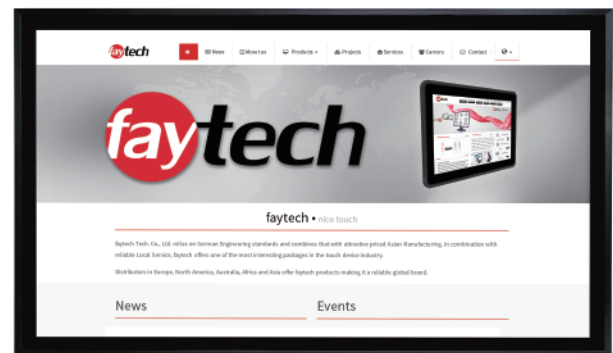 faytech
News
About us
Products
Projects
Services
Careers
Contact
faytech
faytech • nice touch
faytech Tech. Co., Ltd. relies on German Engineering standards and combines that with attractive priced Asian Manufacturing, in combination with
reliable Local Service, faytech offers one of the most interesting packages in the touch device industry.
Distributors in Europe, North America, Australia, Africa and Asia offer faytech products making it a reliable global brand.
News
Events